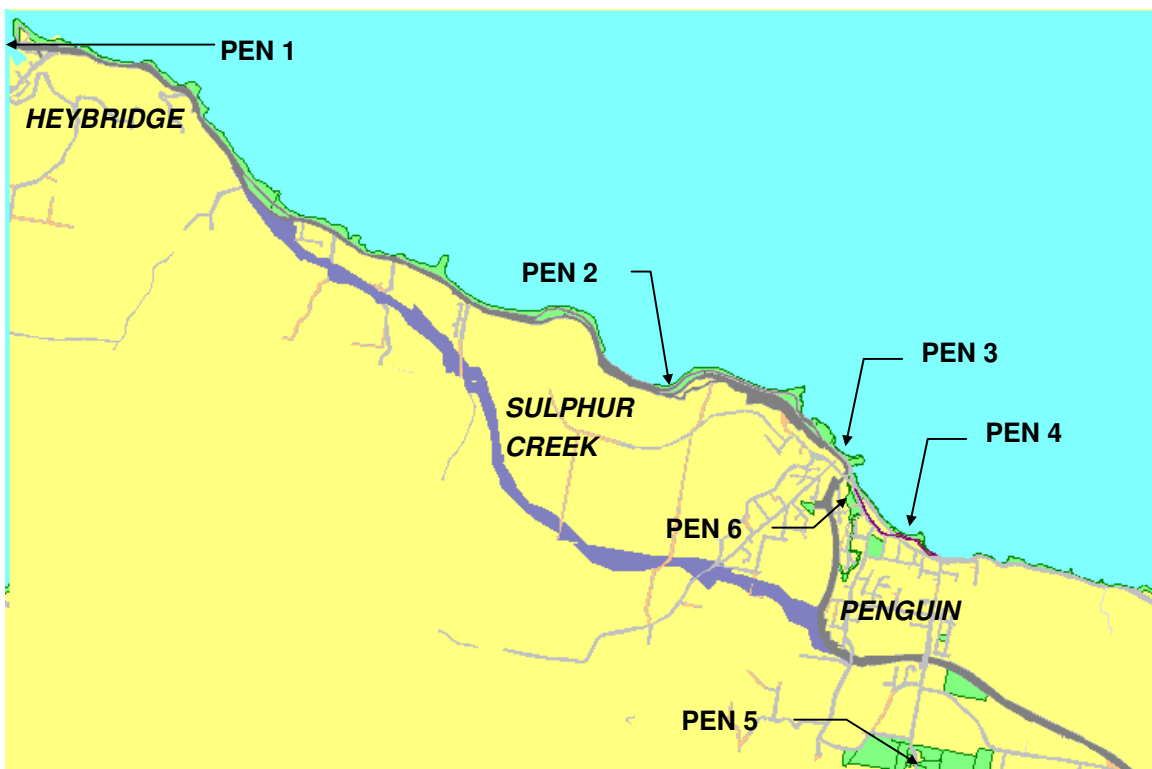 PEN 1
HEYBRIDGE
PEN 2
PEN 3
SULPHUR
CREEK
PEN 4
PEN 6
PENGUIN
PEN 5